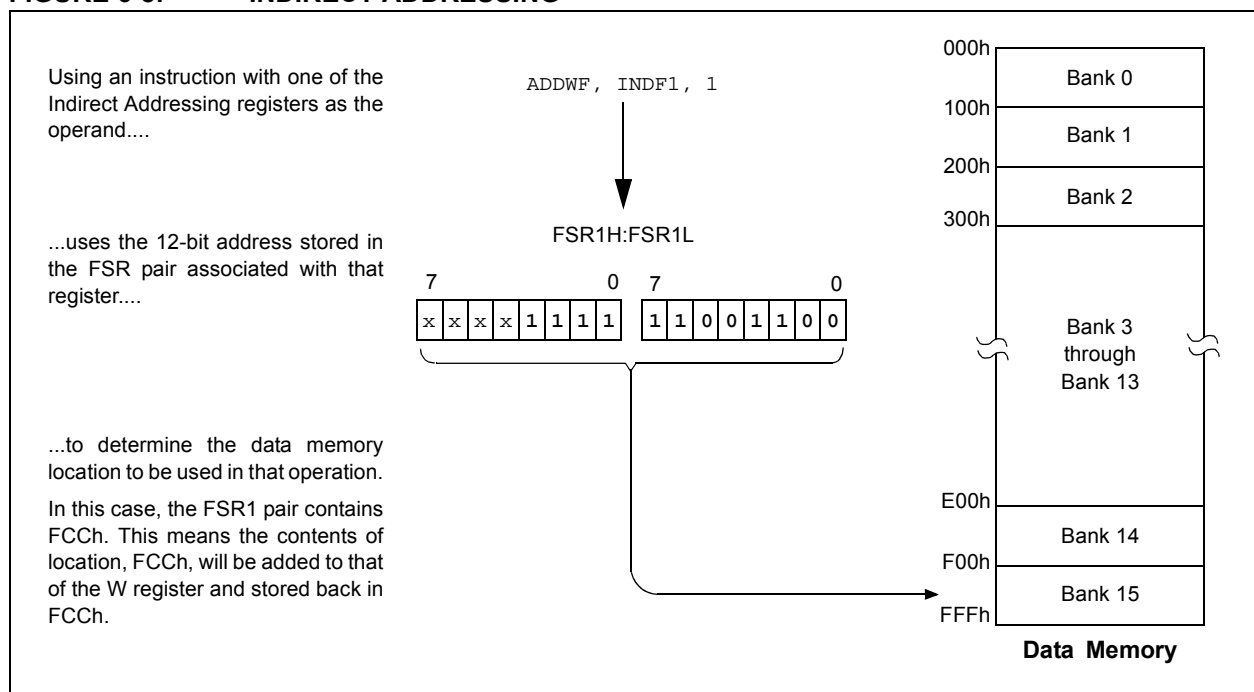 Using an instruction with one of the
Indirect Addressing registers as the
operand....
ADDWF, INDF1, 1
...uses the 12-bit address stored in
the FSR pair associated with that
register....
FSR1H:FSR1L
7 0 7 0
x x x x 1 1 1 1 1 1 0 0 1 1 0 0
...to determine the data memory
location to be used in that operation.
In this case, the FSR1 pair contains
FCCh. This means the contents of
location, FCCh, will be added to that
of the W register and stored back in
FCCh.
000h
Bank 0
100h
Bank 1
200h
Bank 2
300h
Bank 3
through
Bank 13
E00h
Bank 14
F00h
Bank 15
FFFh
Data Memory